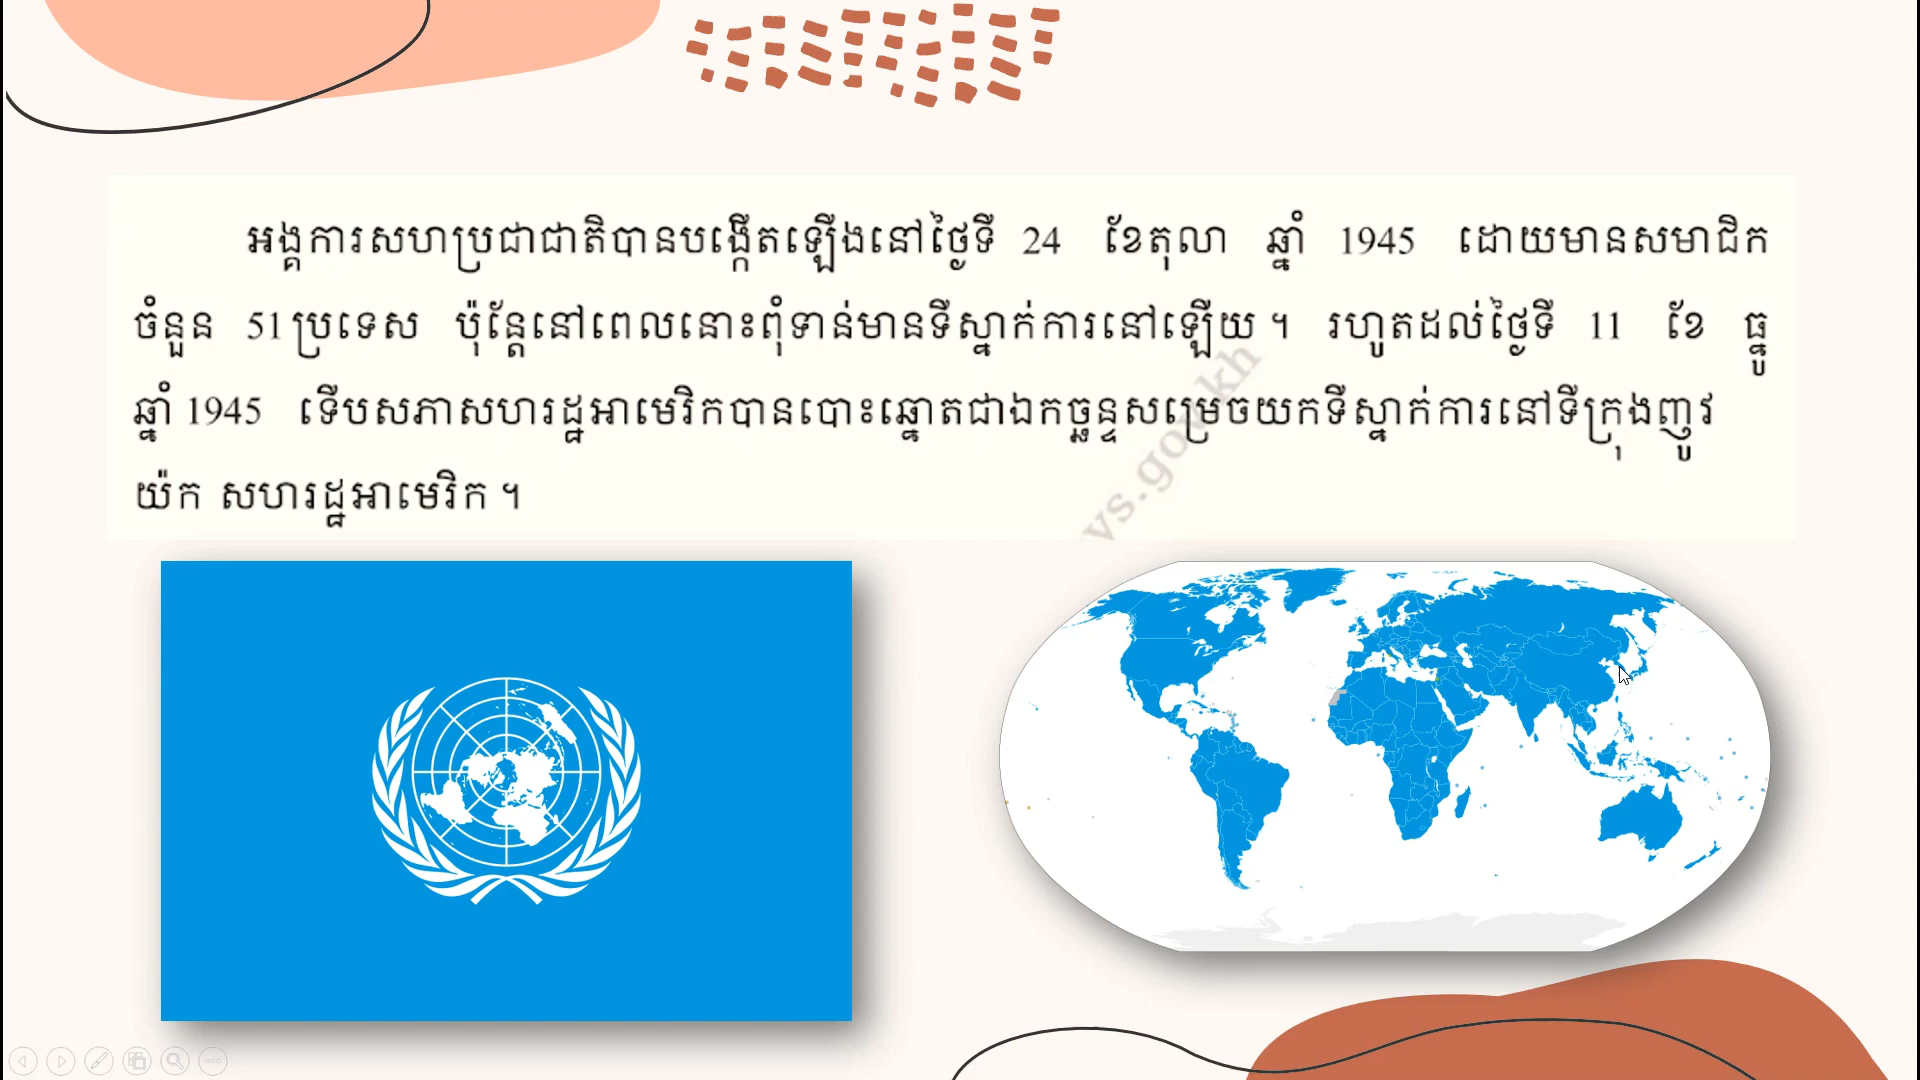 អង្គការសហប្រជាជាតិបានបង្កើតឡើងនៅថ្ងៃទី 24 ខែតុលា ឆ្នាំ 1945 ដោយមានសមាជិក
ចំនួន 51ប្រទេស ប៉ុន្តែនៅពេលនោះពុំទាន់មានទីស្នាក់ការនៅឡើយ ។ រហូតដល់ថ្ងៃទី 11 ខែ ធ្នូ
ឆ្នាំ 1945 ទើបសភាសហរដ្ឋអាមេរិកបានបោះឆ្នោតជាឯកច្ឆន្ទសម្រេចយកទីស្នាក់ការនៅទីក្រុងញូវ
យ៉ក សហរដ្ឋអាមេរិក ។
vs.gov.kh